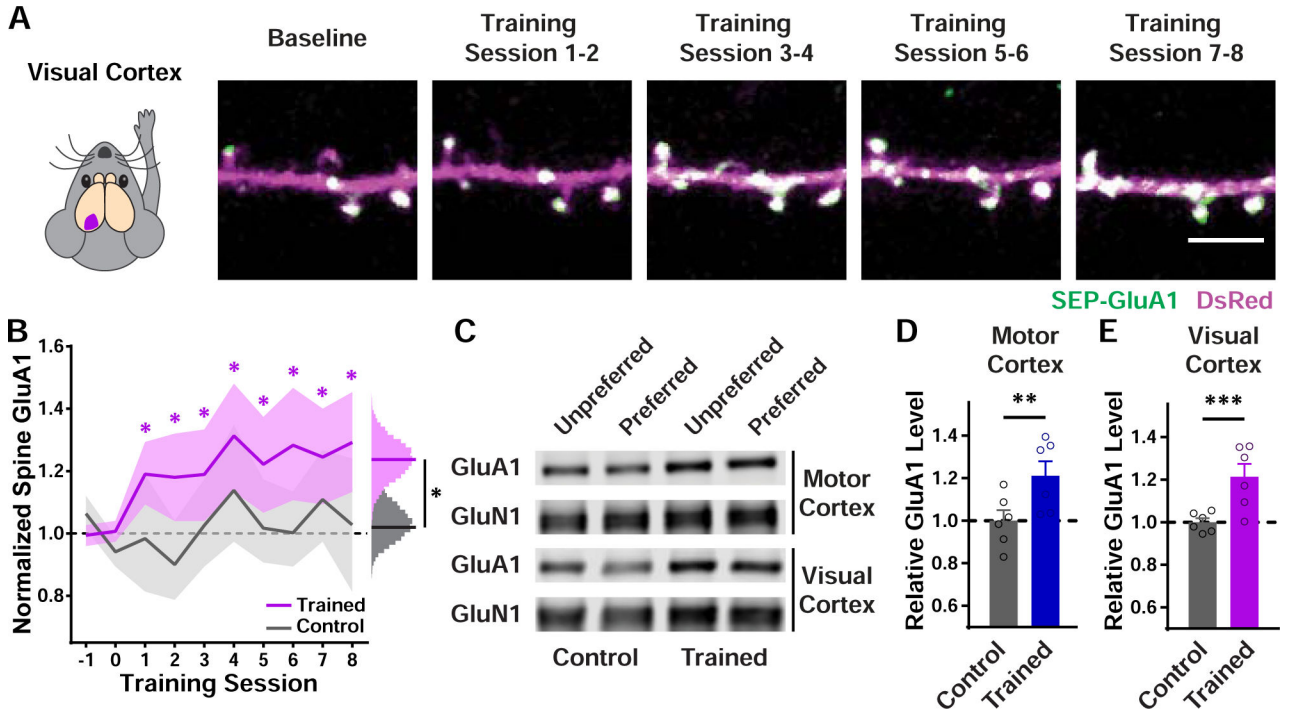 A
Visual Cortex
Baseline
Training
Session 1-2
Training
Session 3-4
Training
Session 5-6
Training
Session 7-8
SEP-GluA1 DsRed
B
Normalized Spine GluA1
1.6
1.4
1.2
1.0
0.8
* * * * * * * *
*
Trained
Control
-1 0 1 2 3 4 5 6 7 8
Training Session
C
Unpreferred
Preferred
Unpreferred
Preferred
GluA1
GluN1
Motor
Cortex
GluA1
GluN1
Visual
Cortex
Control Trained
D
Motor
Cortex
**
Relative GluA1 Level
1.4
1.2
1.0
0.8
0.6
Control
Trained
E
Visual
Cortex
***
Relative GluA1 Level
1.4
1.2
1.0
0.8
0.6
Control
Trained